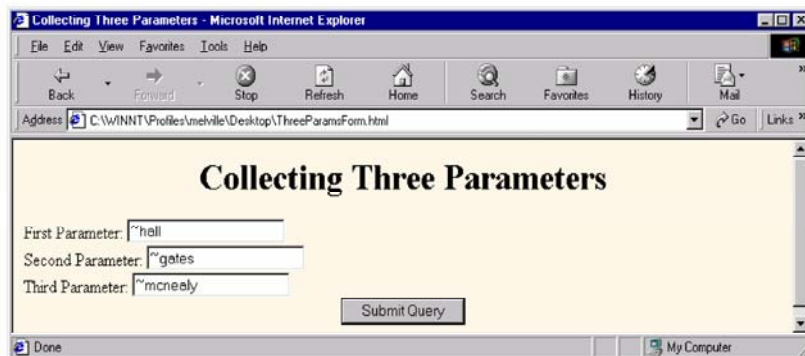 Collecting Three Parameters - Microsoft Internet Explorer
File Edit View Favorites Tools Help
Back Forward Stop Refresh Home Search Favorites History Mail »
Address C:\WINNT\Profiles\melville\Desktop\ThreeParamsForm.html Go Links »
Collecting Three Parameters
First Parameter: ~hall
Second Parameter: ~gates
Third Parameter: ~mcnealy
Submit Query
Done My Computer